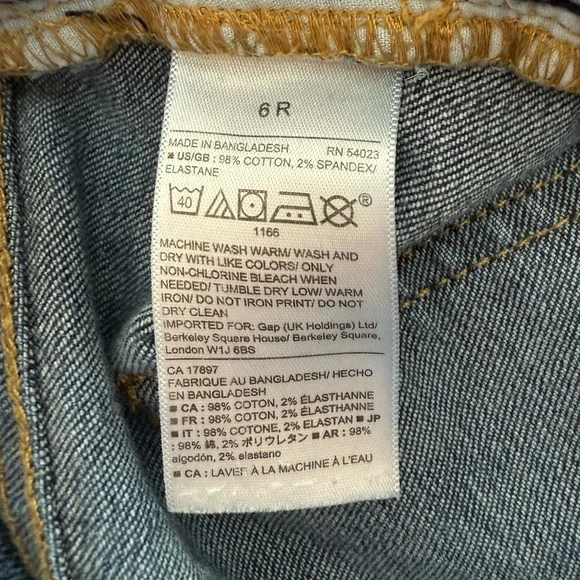 6 R
MADE IN BANGLADESH RN 54023
■ US/GB : 98% COTTON, 2% SPANDEX/
ELASTANE
40
®
1166
MACHINE WASH WARM/ WASH AND
DRY WITH LIKE COLORS/ ONLY
NON-CHLORINE BLEACH WHEN
NEEDED/ TUMBLE DRY LOW/ WARM
IRON/ DO NOT IRON PRINT/ DO NOT
DRY CLEAN
IMPORTED FOR: Gap (UK Holdings) Ltd/
Berkeley Square House/ Berkeley Square,
London W1J 6BS
CA 17897
FABRIQUE AU BANGLADESH/ HECHO
EN BANGLADESH
■ CA : 98% COTON, 2% ÉLASTHANNE
■ FR : 98% COTON, 2% ÉLASTHANNE
■ IT : 98% COTONE, 2% ELASTAN ■ JP
: 98% 綿, 2% ポリウレタン ■ AR : 98%
algodón, 2% elastano
■ CA : LAVER À LA MACHINE À L'EAU